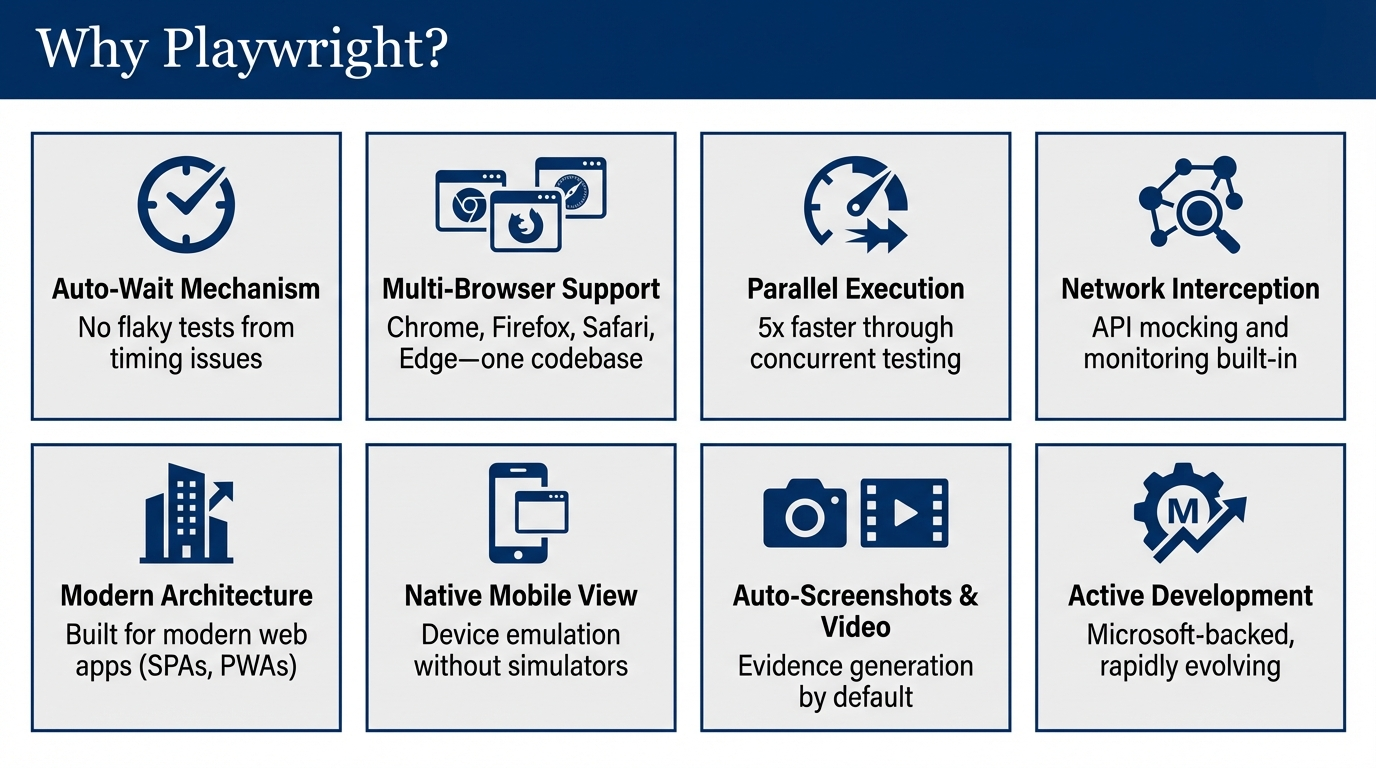 Why Playwright?
Auto-Wait Mechanism
No flaky tests from
timing issues
Multi-Browser Support
Chrome, Firefox, Safari,
Edge—one codebase
Parallel Execution
5x faster through
concurrent testing
Network Interception
API mocking and
monitoring built-in
Modern Architecture
Built for modern web
apps (SPAs, PWAs)
Native Mobile View
Device emulation
without simulators
Auto-Screenshots &
Video
Evidence generation
by default
M
Active Development
Microsoft-backed,
rapidly evolving